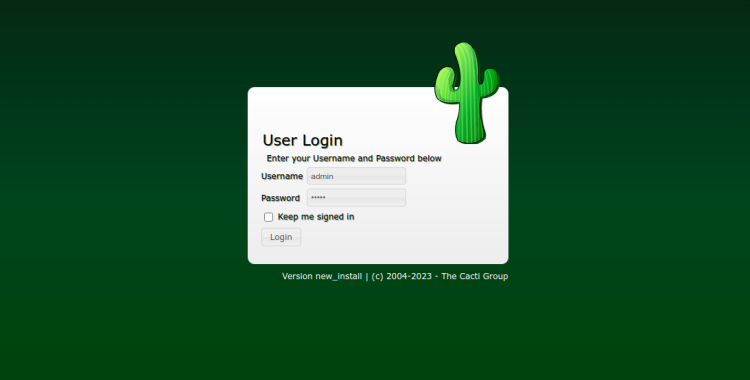 User Login
Enter your Username and Password below
Username admin
Password •••••
Keep me signed in
Login
Version new_install | (c) 2004-2023 - The Cacti Group